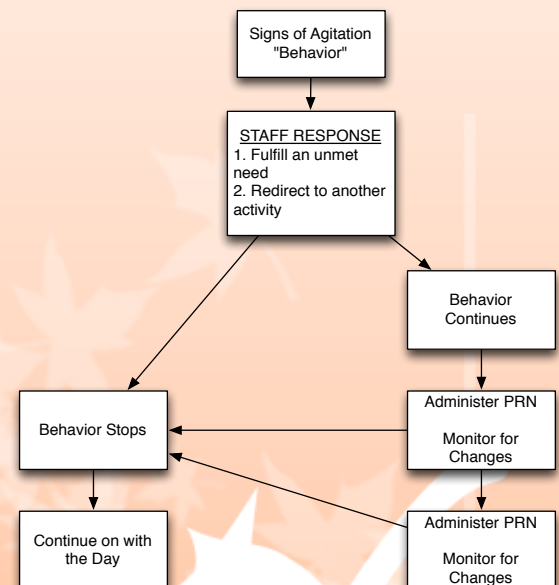 Signs of Agitation
"Behavior"
STAFF RESPONSE
1. Fulfill an unmet
need
2. Redirect to another
activity
Behavior
Continues
Behavior Stops
Administer PRN
Monitor for
Changes
Continue on with
the Day
Administer PRN
Monitor for
Changes